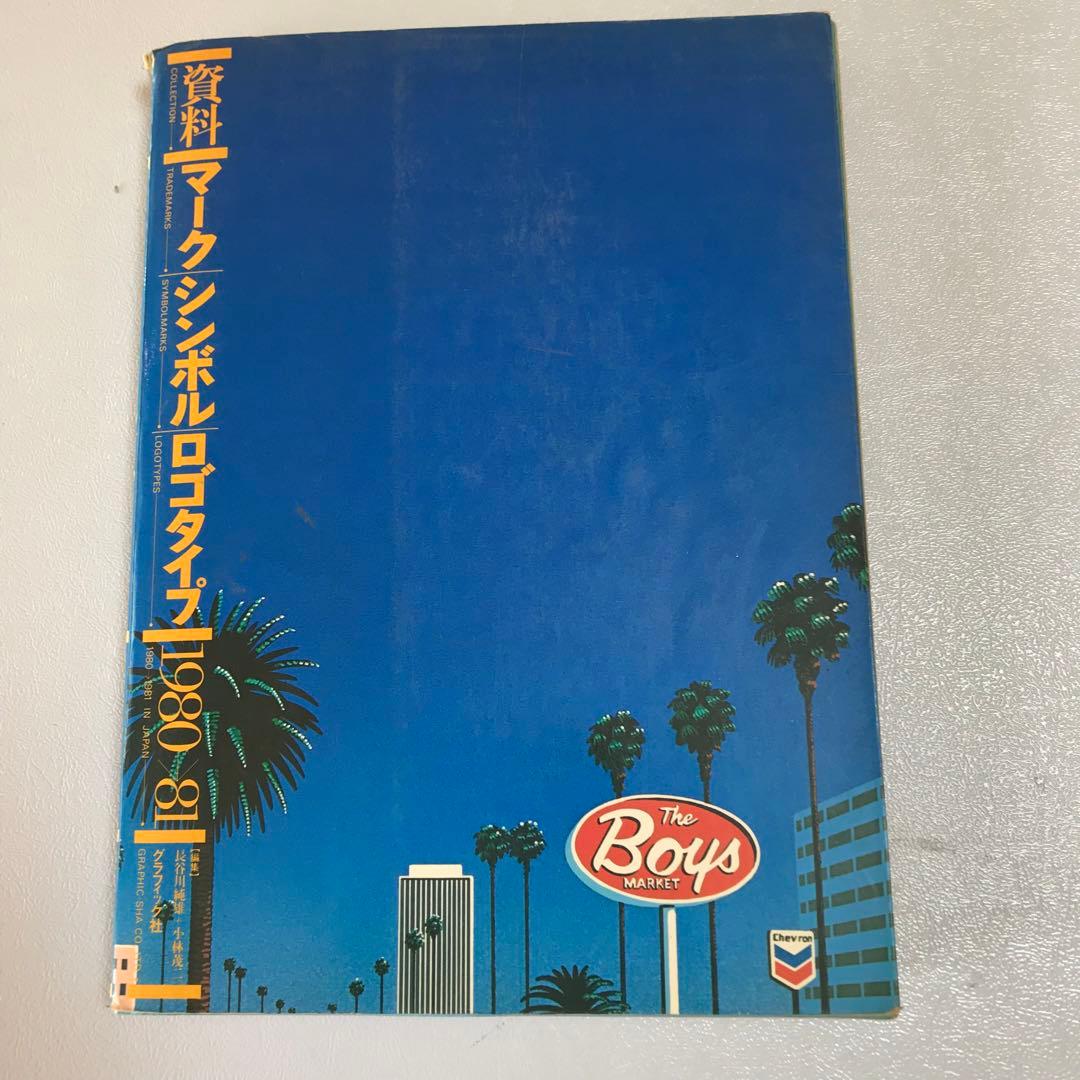 資料
COLLECTION
マーク
TRADEMARKS
シンボル
SYMBOLMARKS
ロゴタイプ
LOGOTYPES
1980>81
1980>1981 IN JAPAN
[編集]
長谷川純雄+小林茂
グラフィック社
GRAPHIC-SHA CO
The
Boys
MARKET
Chevron